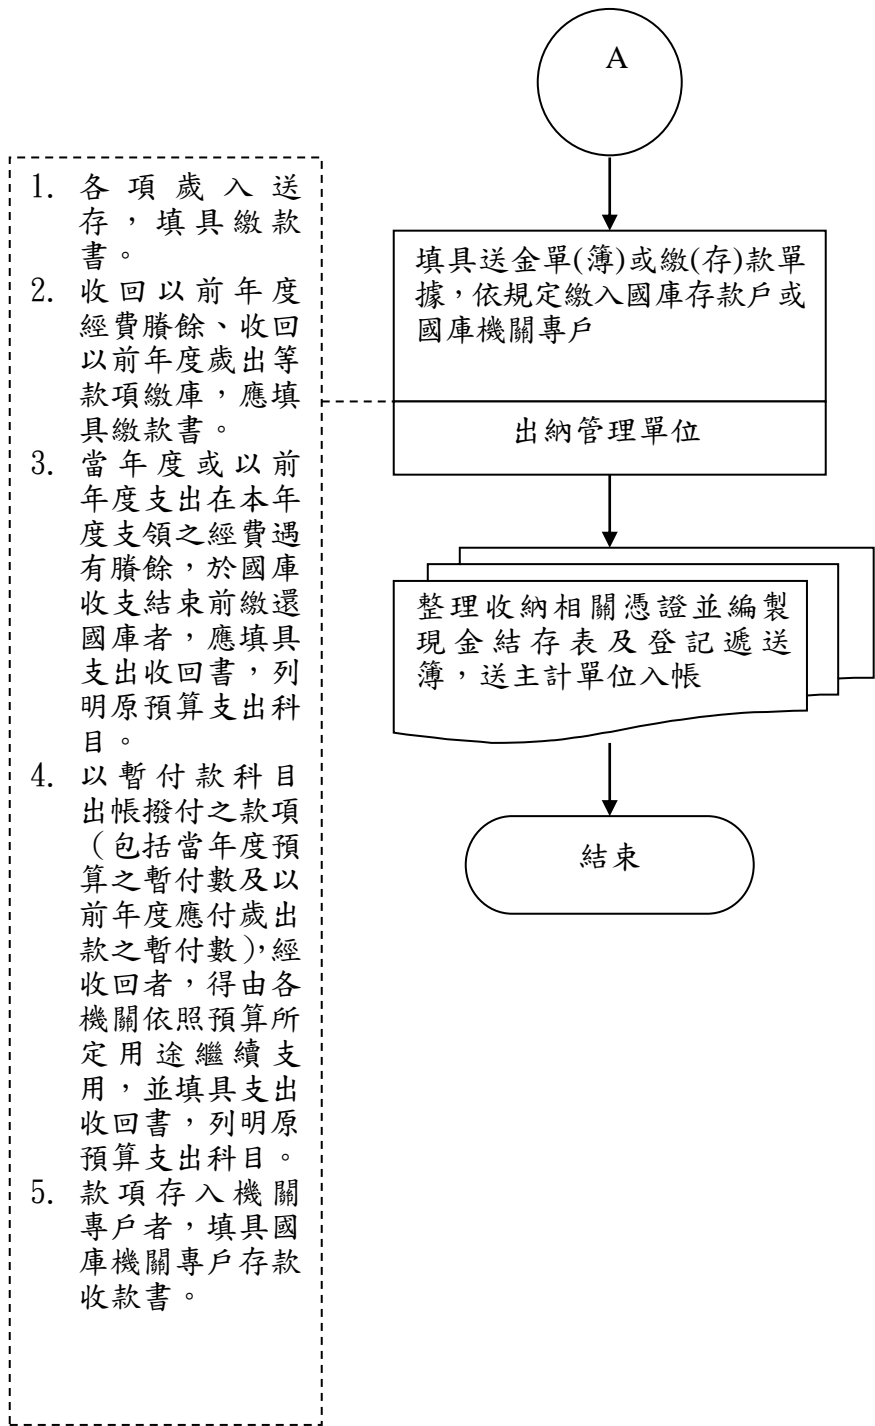 A
填具送金單(簿)或繳(存)款單
據，依規定繳入國庫存款戶或
國庫機關專戶
出納管理單位
整理收納相關憑證並編製
現金結存表及登記遞送
簿，送主計單位入帳
結束
1. 各項歲入送
存，填具繳款
書。
2. 收回以前年度
經費賸餘、收回
以前年度歲出等
款項繳庫，應填
具繳款書。
3. 當年度或以前
年度支出在本年
度支領之經費遇
有賸餘，於國庫
收支結束前繳還
國庫者，應填具
支出收回書，列
明原預算支出科
目。
4. 以暫付款科目
出帳撥付之款項
（包括當年度預
算之暫付數及以
前年度應付歲出
款之暫付數），經
收回者，得由各
機關依照預算所
定用途繼續支
用，並填具支出
收回書，列明原
預算支出科目。
5. 款項存入機關
專戶者，填具國
庫機關專戶存款
收款書。